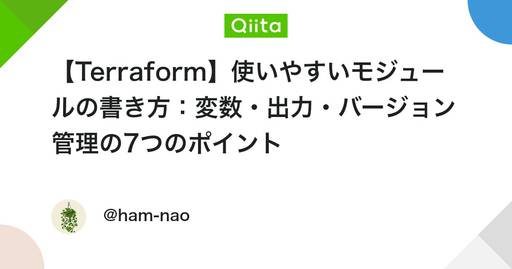 Qiita
【Terraform】使いやすいモジュー
ルの書き方：変数・出力・バージョン
管理の7つのポイント
@ham-nao